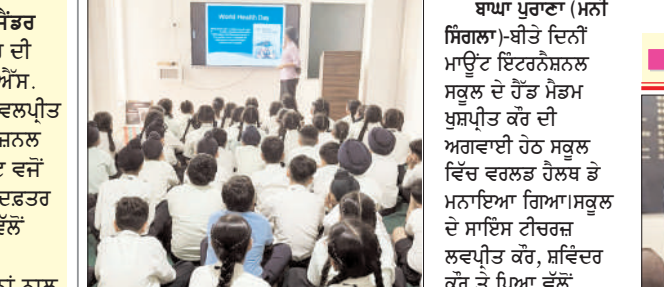 ਸੈਂਡਰ
ਦੀ
ਐੱਸ.
ਵਲਪ੍ਰੀਤ
ਸ਼ਨਲ
ਵਜੋਂ
ਦਫ਼ਤਰ
ਵੱਲੋਂ
ਨਾਲ
World Health Day
ਬਾਘਾ ਪੁਰਾਣਾ (ਮਨੀ
ਸਿੰਗਲਾ)-ਬੀਤੇ ਦਿਨੀਂ
ਮਾਊਂਟ ਇੰਟਰਨੈਸ਼ਨਲ
ਸਕੂਲ ਦੇ ਹੈੱਡ ਮੈਡਮ
ਖੁਸ਼ਪ੍ਰੀਤ ਕੌਰ ਦੀ
ਅਗਵਾਈ ਹੇਠ ਸਕੂਲ
ਵਿੱਚ ਵਰਲਡ ਹੈਲਥ ਡੇ
ਮਨਾਇਆ ਗਿਆ।ਸਕੂਲ
ਦੇ ਸਾਇੰਸ ਟੀਚਰਜ਼
ਲਵਪ੍ਰੀਤ ਕੌਰ, ਸ਼ਵਿੰਦਰ
ਕੌਰ ਤੇ ਪ੍ਰਿਆ ਵੱਲੋਂ